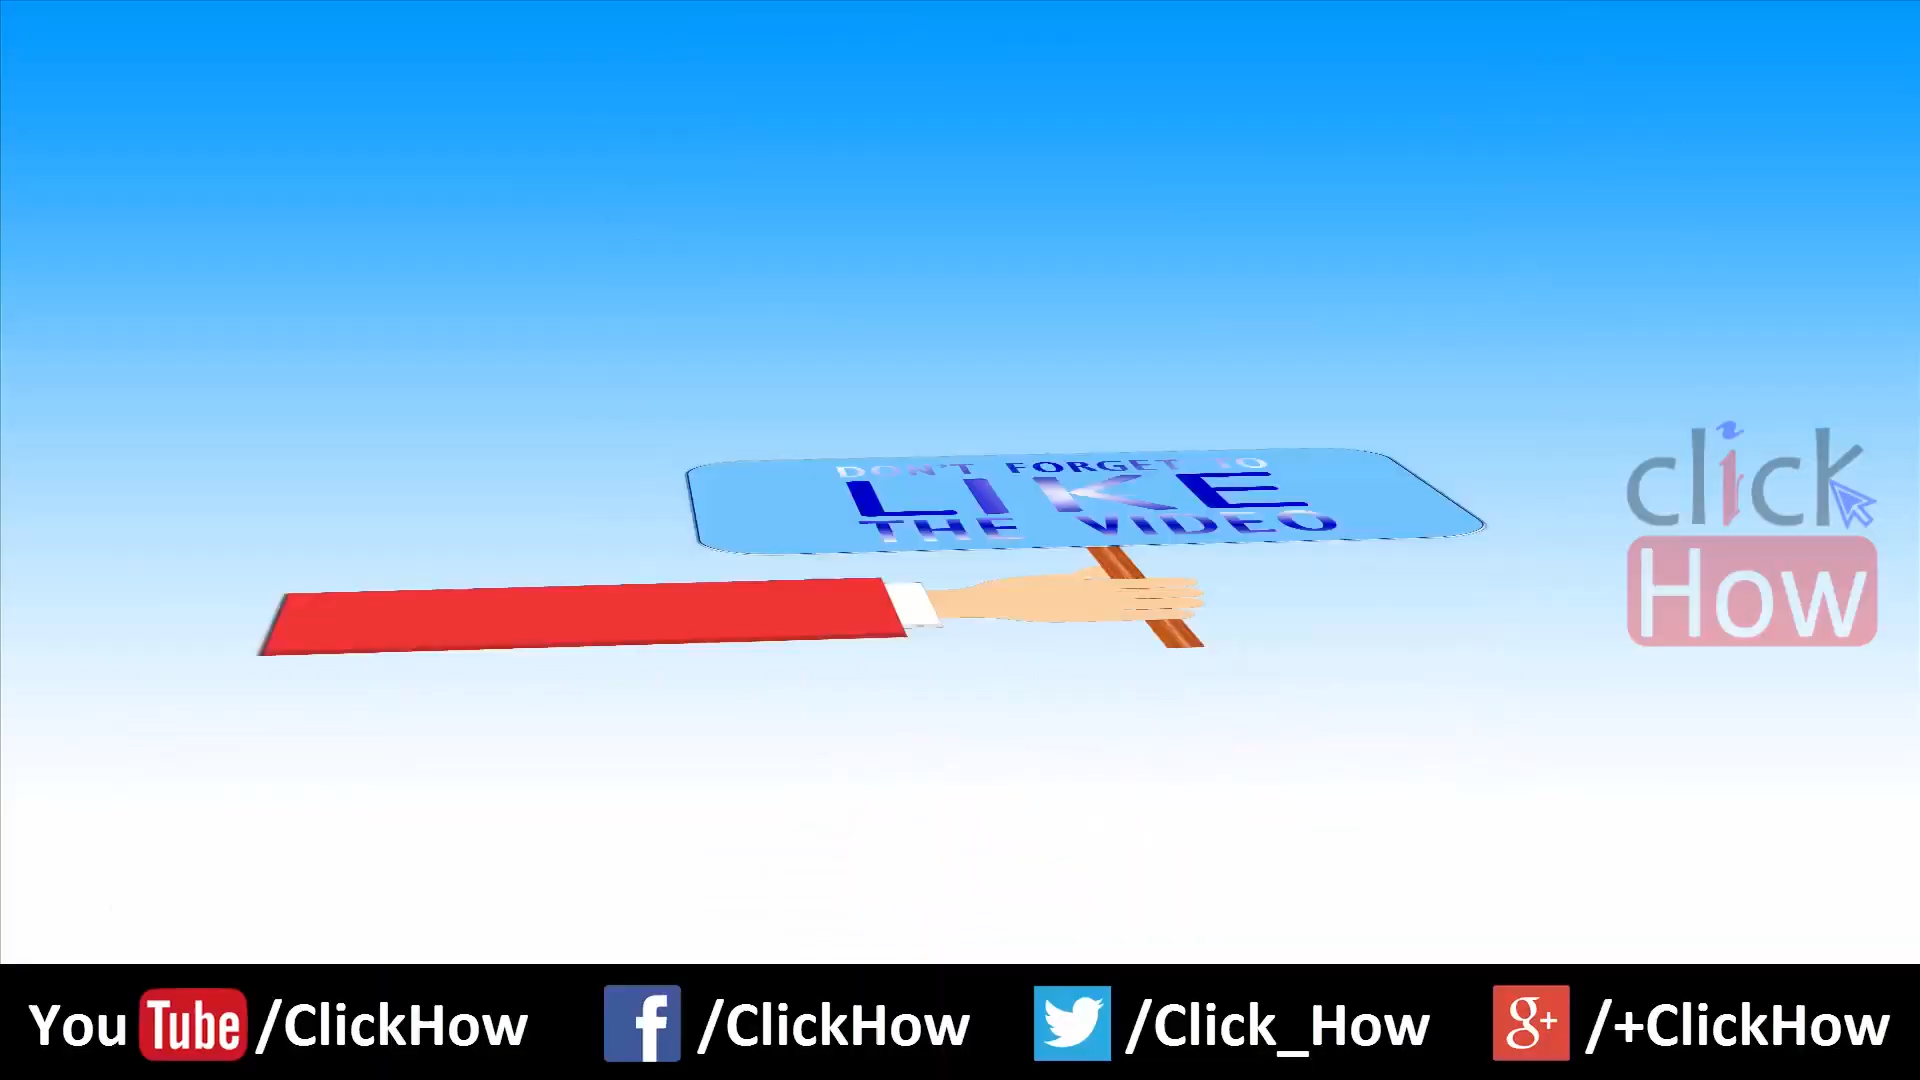 DON'T FORGET TO
LIKE
THE VIDEO
click
How
You Tube /ClickHow
f /ClickHow
/Click_How
g+ /+ClickHow